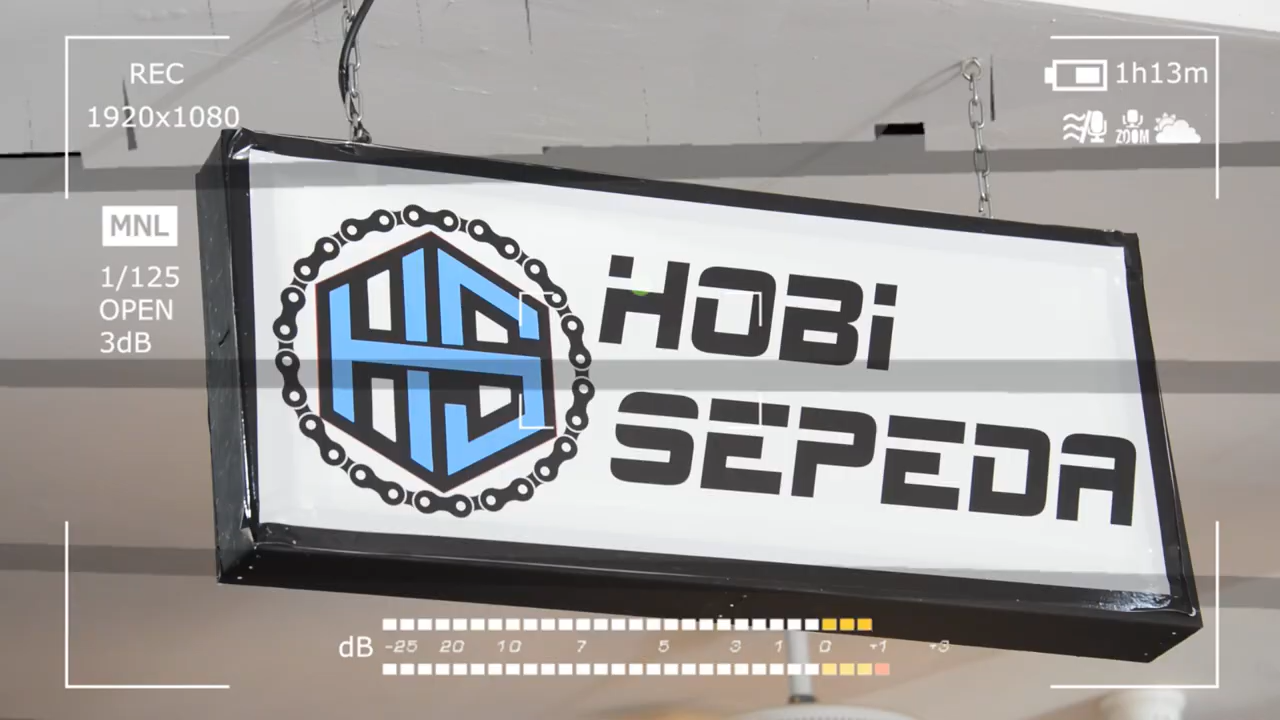 REC
1920x1080
1h13m
ZOOM
MNL
1/125
OPEN
3dB
HS
HOBi
SEPEDA
dB -25 20 10 7 5 3 1 0 +1 +3